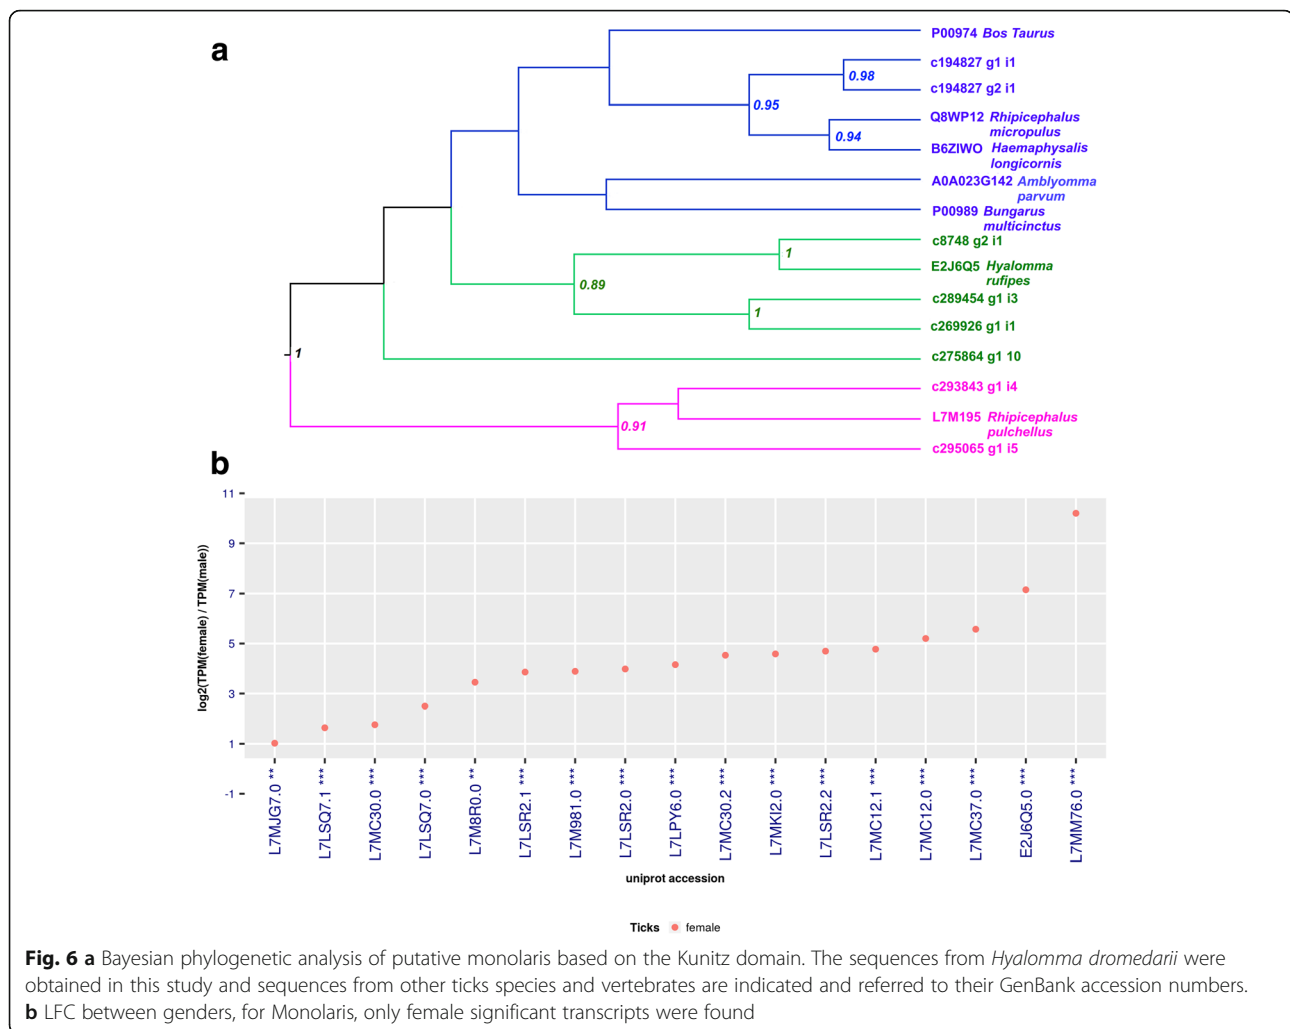 a
P00974 Bos Taurus
c194827 g1 i1
0.98
c194827 g2 i1
0.95
Q8WP12 Rhipicephalus
micropulus
0.94
B6ZIWO Haemaphysalis
longicornis
A0A023G142 Amblyomma
parvum
P00989 Bungarus
multicinctus
c8748 g2 i1
1
E2J6Q5 Hyalomma
rufipes
0.89
c289454 g1 i3
1
c269926 g1 i1
1
c275864 g1 10
c293843 g1 i4
L7M195 Rhipicephalus
pulchellus
0.91
c295065 g1 i5
b
log2(TPM(female) / TPM(male))
11
9
7
5
3
1
-1
L7MJG7.0 **
L7LSQ7.1 ***
L7MC30.0 ***
L7LSQ7.0 ***
L7M8R0.0 **
L7LSR2.1 ***
L7M981.0 ***
L7LSR2.0 ***
L7LPY6.0 ***
L7MC30.2 ***
L7MKI2.0 ***
L7LSR2.2 ***
L7MC12.1 ***
L7MC12.0 ***
L7MC37.0 ***
E2J6Q5.0 ***
L7MM76.0 ***
uniprot accession
Ticks female
Fig. 6 a Bayesian phylogenetic analysis of putative monolaris based on the Kunitz domain. The sequences from Hyalomma dromedarii were
obtained in this study and sequences from other ticks species and vertebrates are indicated and referred to their GenBank accession numbers.
b LFC between genders, for Monolaris, only female significant transcripts were found